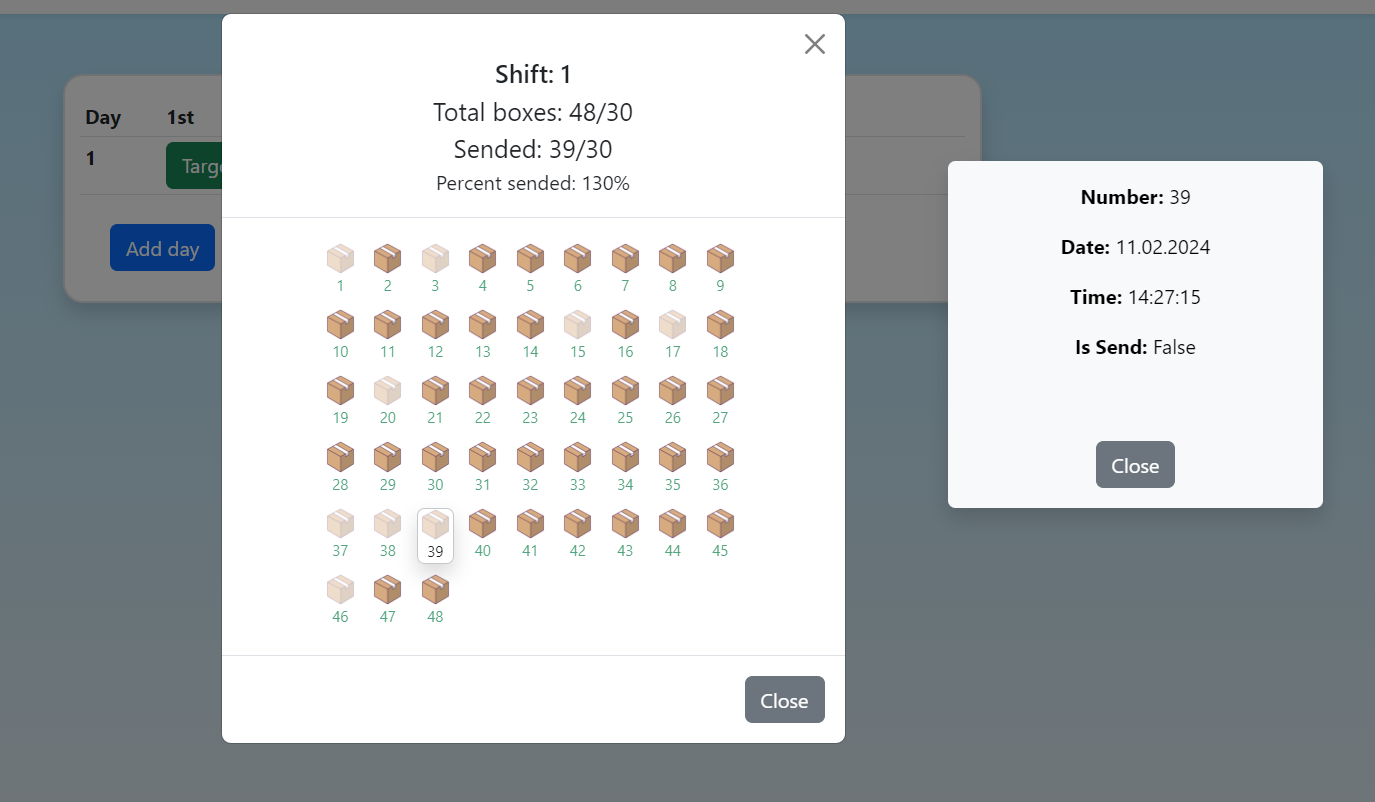 Shift: 1
Total boxes: 48/30
Sended: 39/30
Percent sended: 130%
Day 1st
1
Add day
1 2 3 4 5 6 7 8 9
10 11 12 13 14 15 16 17 18
19 20 21 22 23 24 25 26 27
28 29 30 31 32 33 34 35 36
37 38 39 40 41 42 43 44 45
46 47 48
Close
Number: 39
Date: 11.02.2024
Time: 14:27:15
Is Send: False
Close